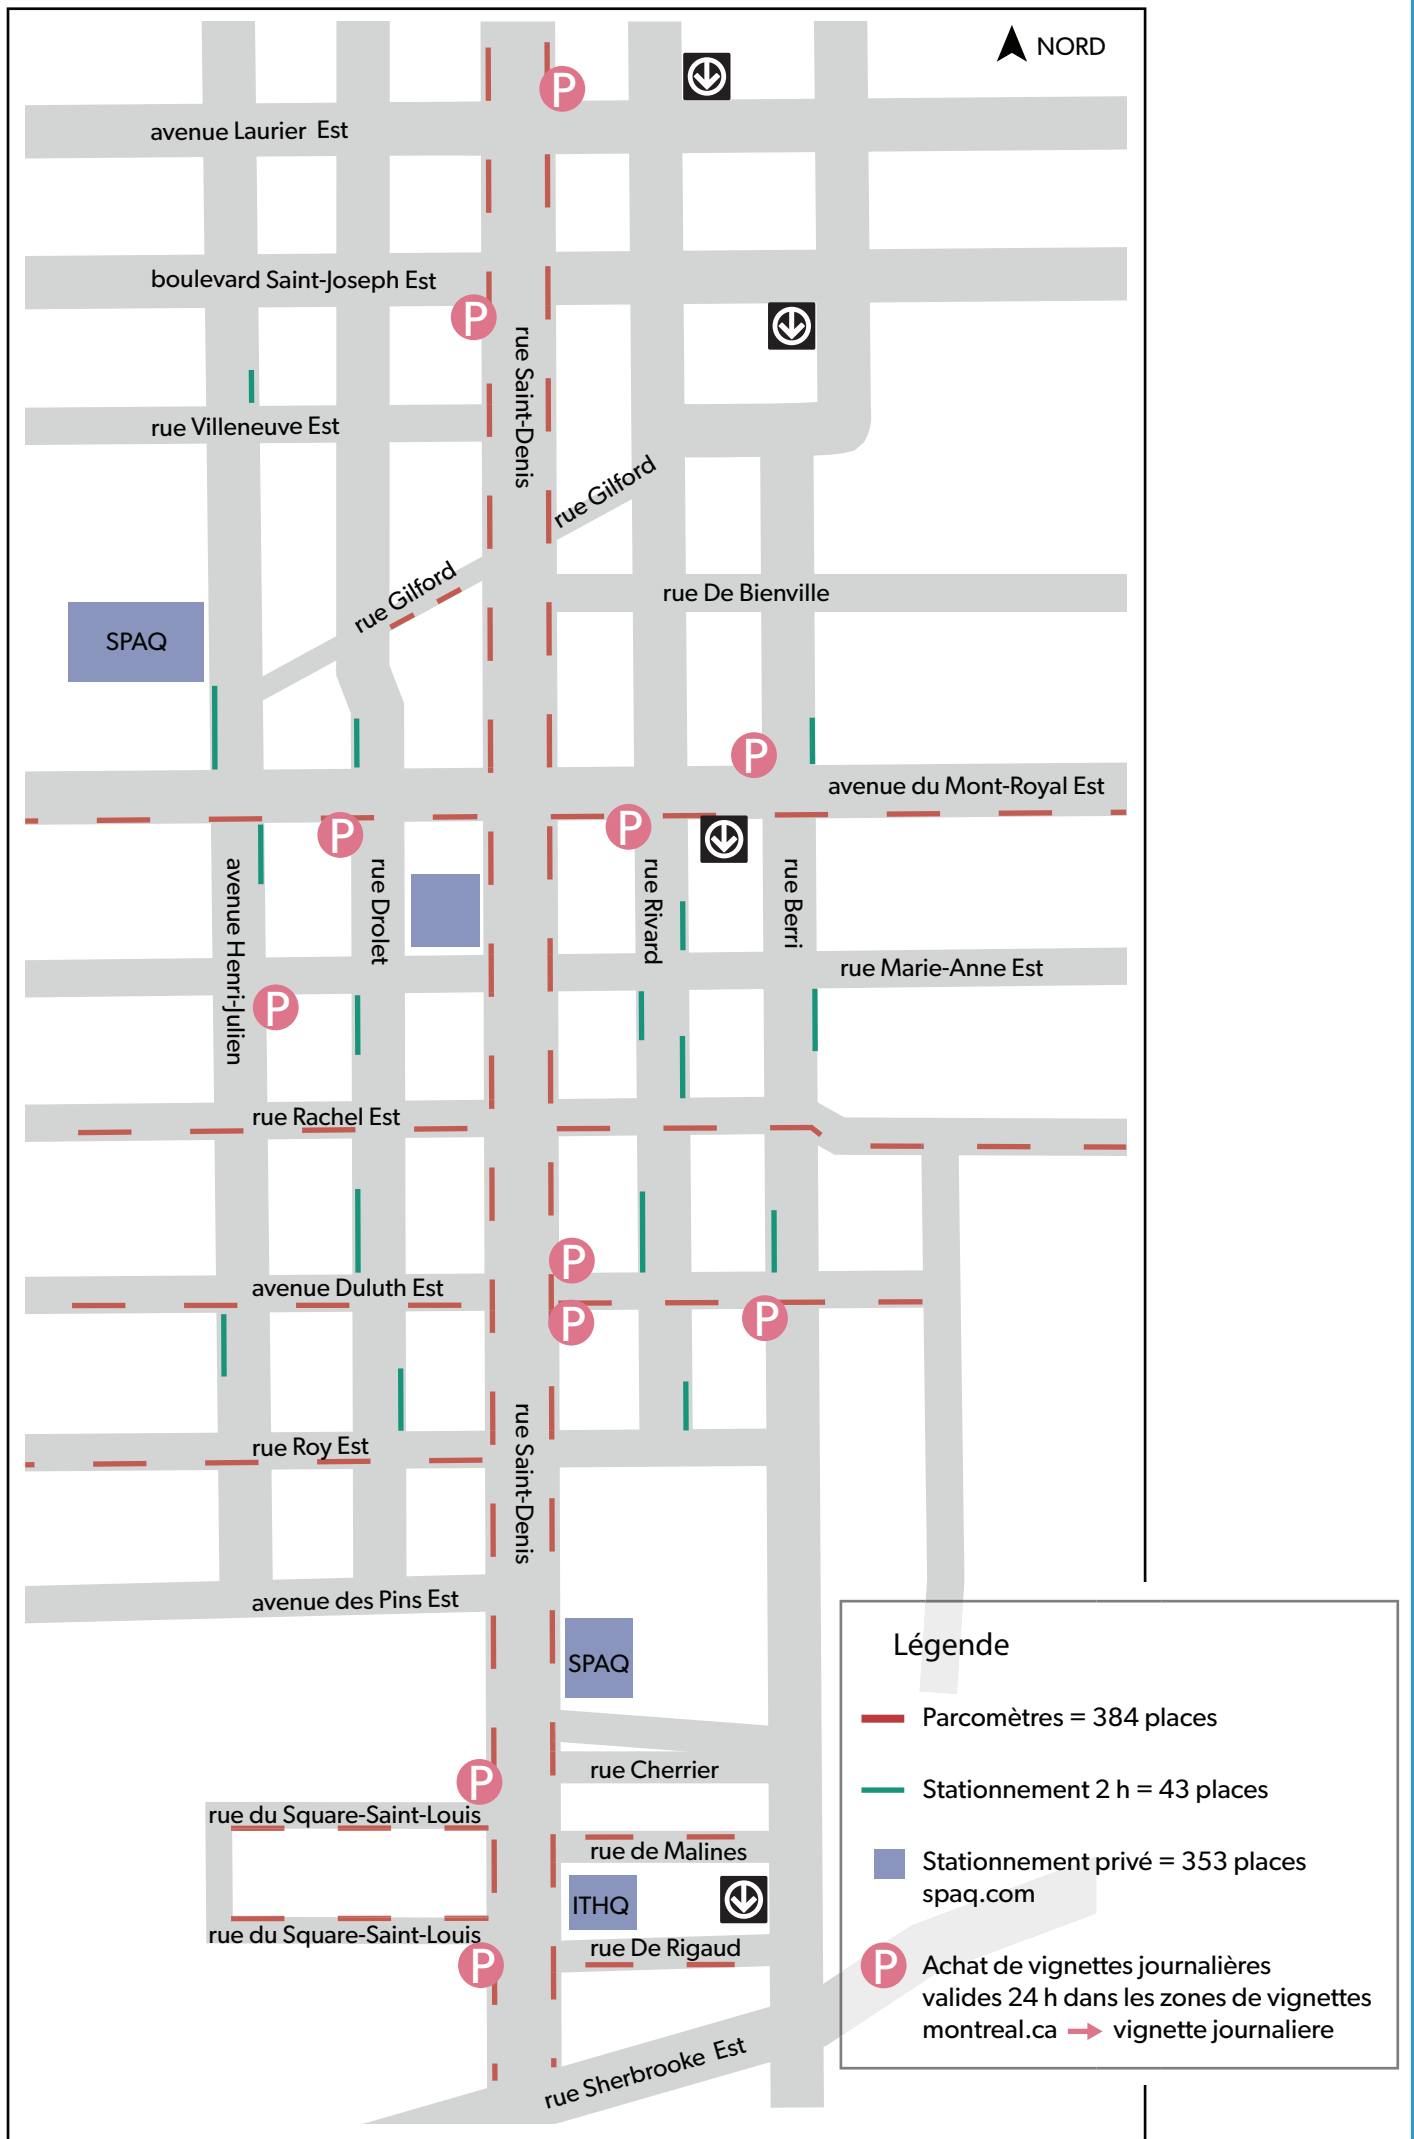 NORD
P
avenue Laurier Est
boulevard Saint-Joseph Est
P
rue Saint-Denis
rue Villeneuve Est
rue Gilford
rue Gilford
rue De Bienville
SPAQ
P
avenue du Mont-Royal Est
P
P
avenue Henri-Julien
rue Drolet
rue Rivard
rue Berri
rue Marie-Anne Est
P
rue Rachel Est
P
avenue Duluth Est
P
P
rue Saint-Denis
rue Roy Est
avenue des Pins Est
SPAQ
rue Cherrier
P
rue du Square-Saint-Louis
rue de Malines
ITHQ
rue du Square-Saint-Louis
rue De Rigaud
P
rue Sherbrooke Est
Légende
Parcomètres = 384 places
Stationnement 2 h = 43 places
Stationnement privé = 353 places
spaq.com
P
Achat de vignettes journalières
valides 24 h dans les zones de vignettes
montreal.ca → vignette journaliere